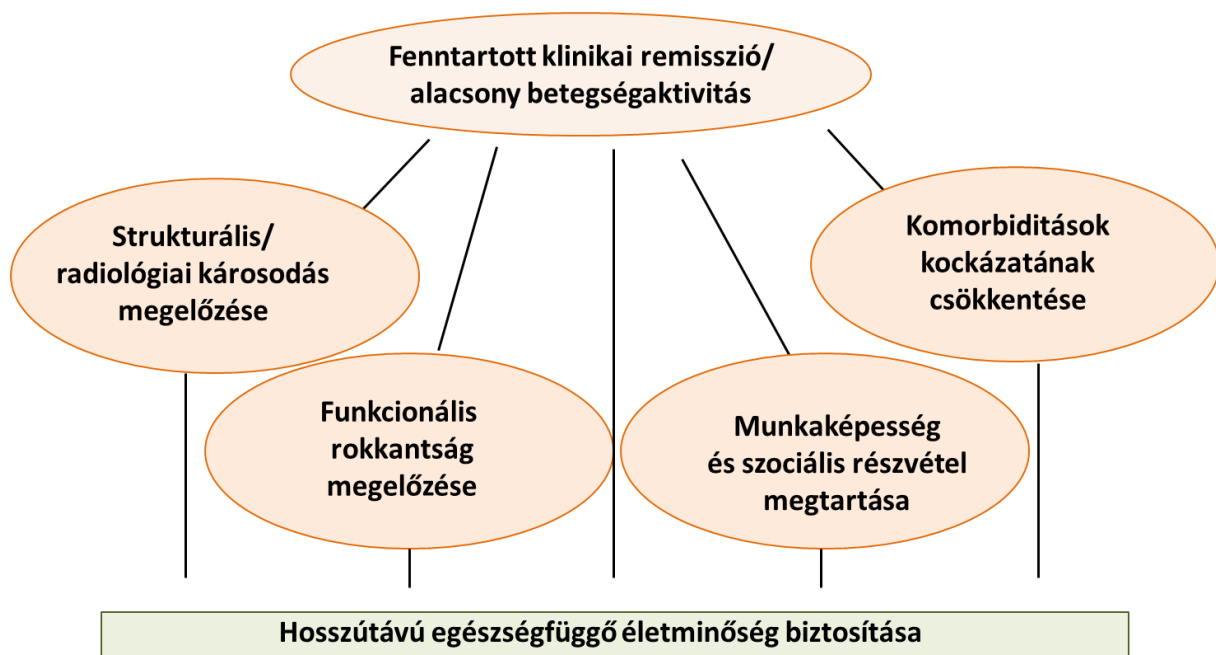 Fenntartott klinikai remisszió/
alacsony betegségaktivitás
Strukturális/
radiológiai károsodás
megelőzése
Komorbiditások
kockázatának
csökkentése
Funkcionális
rokkantság
megelőzése
Munkaképesség
és szociális részvétel
megtartása
Hosszútávú egészségfüggő életminőség biztosítása